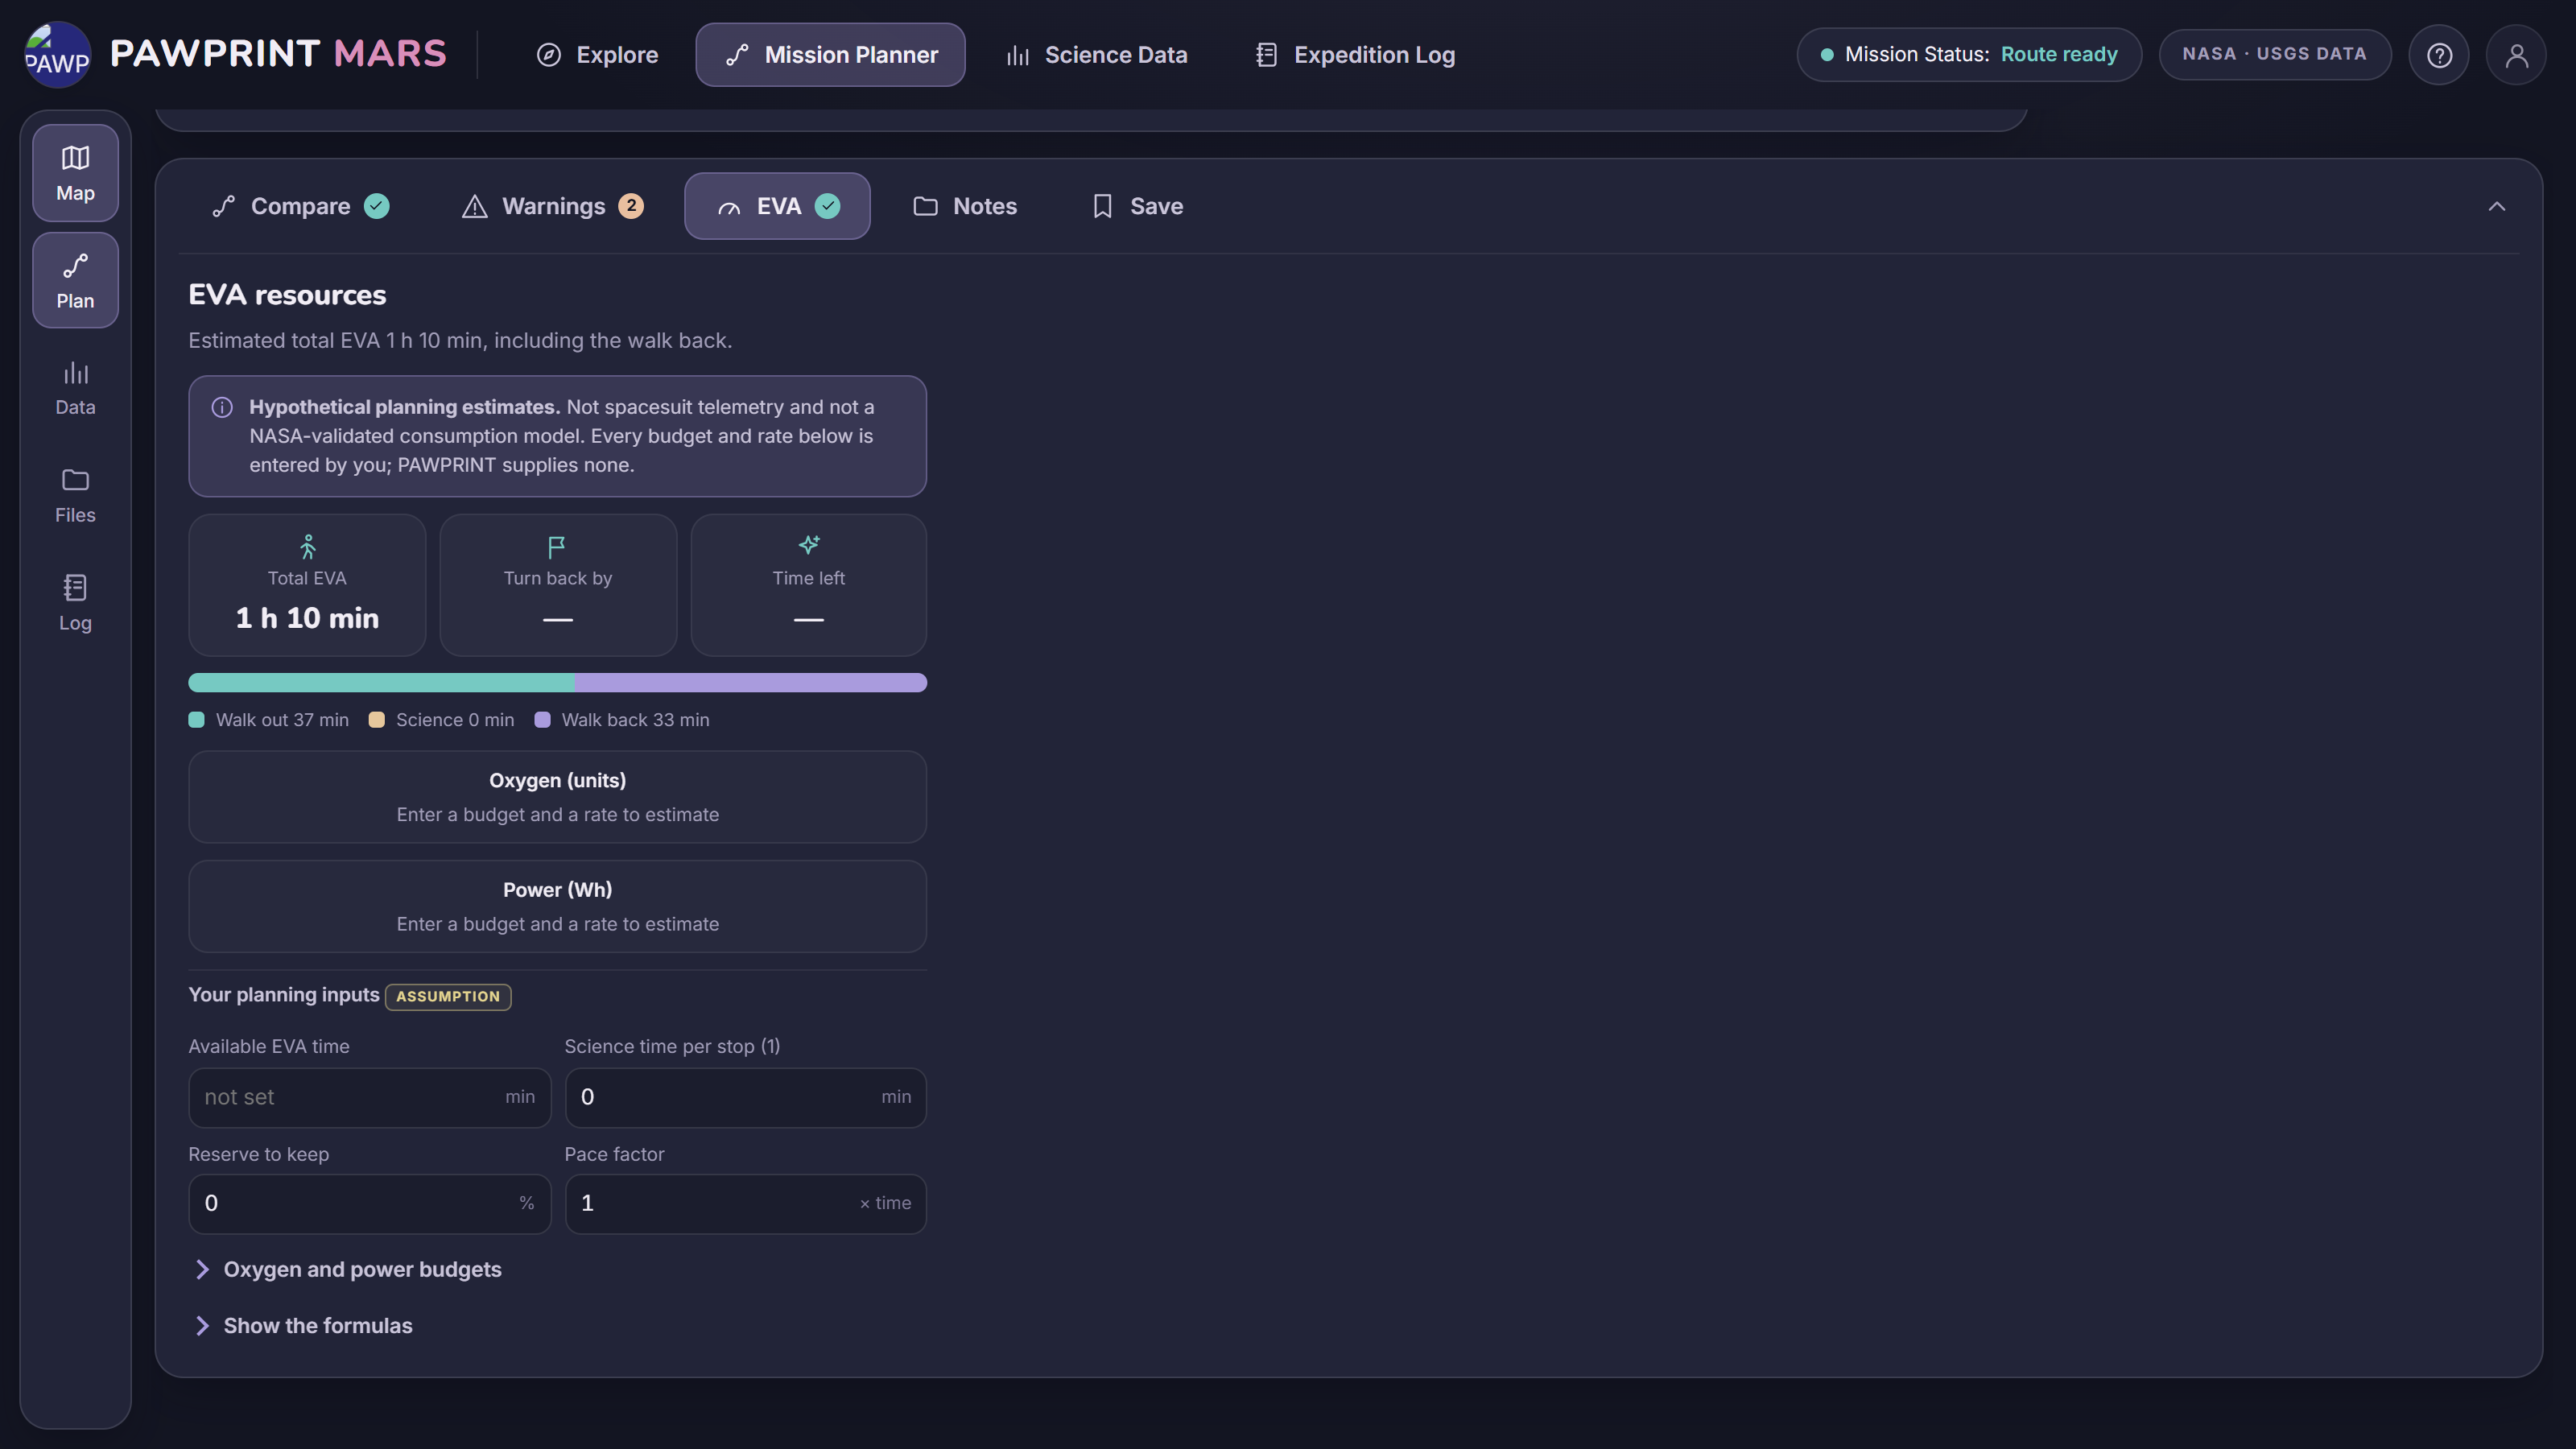 PAWP
PAWPRINT MARS
Explore
Mission Planner
Science Data
Expedition Log
Mission Status: Route ready
NASA · USGS DATA
Map
Plan
Data
Files
Log
Compare
Warnings 2
EVA
Notes
Save
EVA resources
Estimated total EVA 1 h 10 min, including the walk back.
Hypothetical planning estimates. Not spacesuit telemetry and not a
NASA-validated consumption model. Every budget and rate below is
entered by you; PAWPRINT supplies none.
Total EVA
1 h 10 min
Turn back by
—
Time left
—
Walk out 37 min
Science 0 min
Walk back 33 min
Oxygen (units)
Enter a budget and a rate to estimate
Power (Wh)
Enter a budget and a rate to estimate
Your planning inputs ASSUMPTION
Available EVA time
not set min
Science time per stop (1)
0 min
Reserve to keep
0 %
Pace factor
1 × time
Oxygen and power budgets
Show the formulas